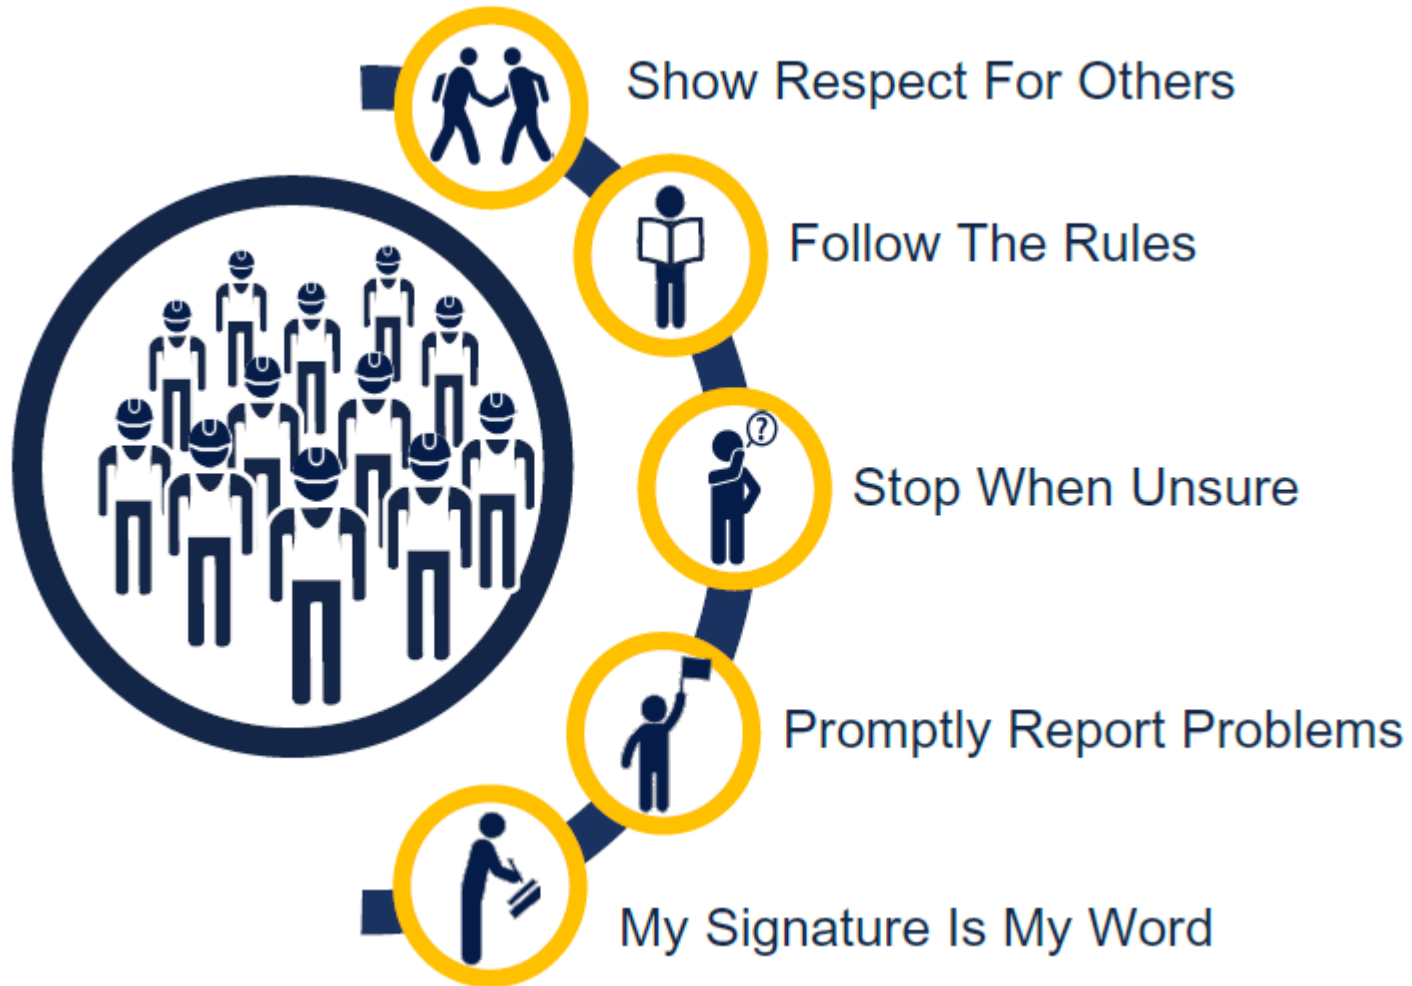 Show Respect For Others
Follow The Rules
?
Stop When Unsure
Promptly Report Problems
My Signature Is My Word